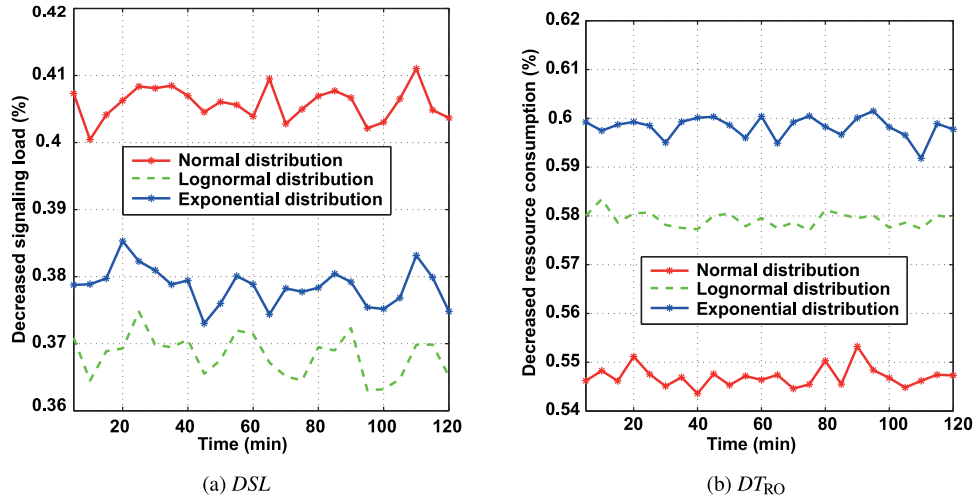 0.42
0.41
0.4
0.39
0.38
0.37
0.36
Decreased signaling load (%)
Normal distribution
Lognormal distribution
Exponential distribution
20 40 60 80 100 120
Time (min)
(a) DSL
0.62
0.61
0.6
0.59
0.58
0.57
0.56
0.55
0.54
Decreased ressource consumption (%)
Normal distribution
Lognormal distribution
Exponential distribution
20 40 60 80 100 120
Time (min)
(b) DTRO